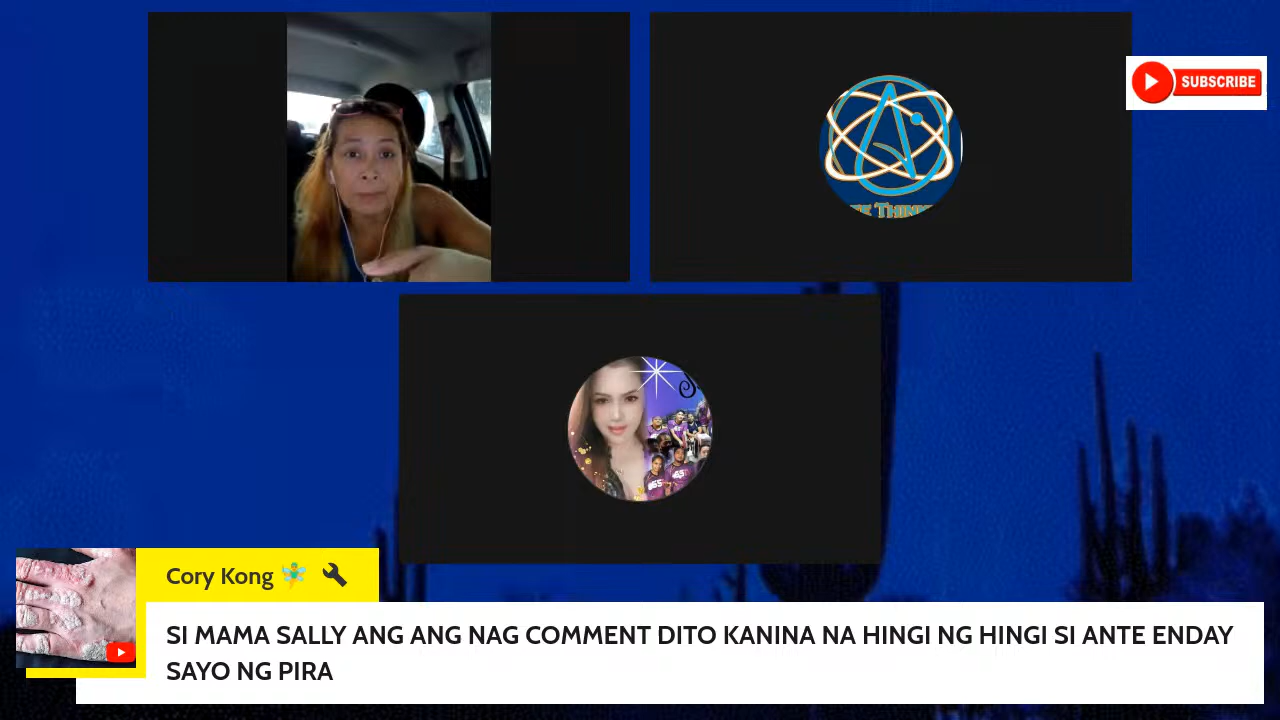 SUBSCRIBE
Cory Kong
SI MAMA SALLY ANG ANG NAG COMMENT DITO KANINA NA HINGI NG HINGI SI ANTE ENDAY
SAYO NG PIRA